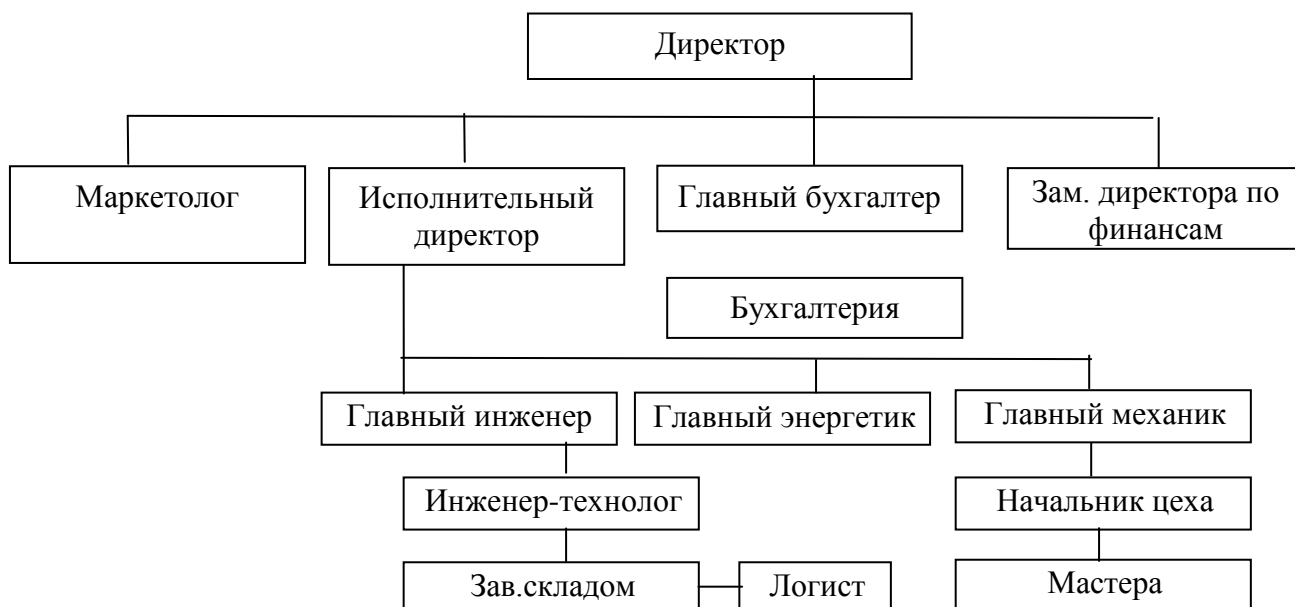 Директор
Маркетолог
Исполнительный
директор
Главный бухгалтер
Зам. директора по
финансам
Бухгалтерия
Главный инженер
Главный энергетик
Главный механик
Инженер-технолог
Начальник цеха
Зав.складом
Логист
Мастера